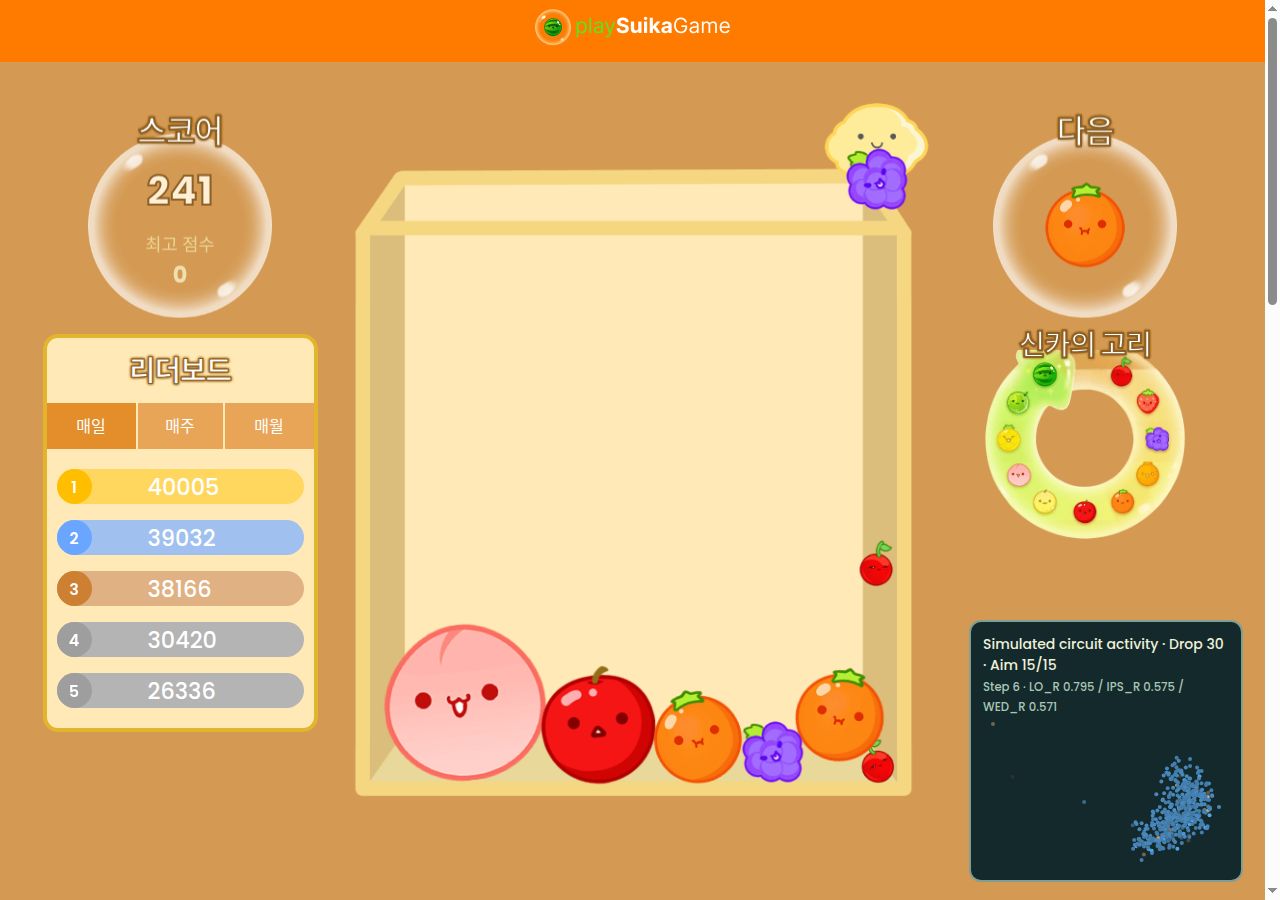 playSuikaGame
스코어
241
최고 점수
0
리더보드
매일 매주 매월
1 40005
2 39032
3 38166
4 30420
5 26336
다음
신카의 고리
Simulated circuit activity · Drop 30
· Aim 15/15
Step 6 · LO_R 0.795 / IPS_R 0.575 /
WED_R 0.571